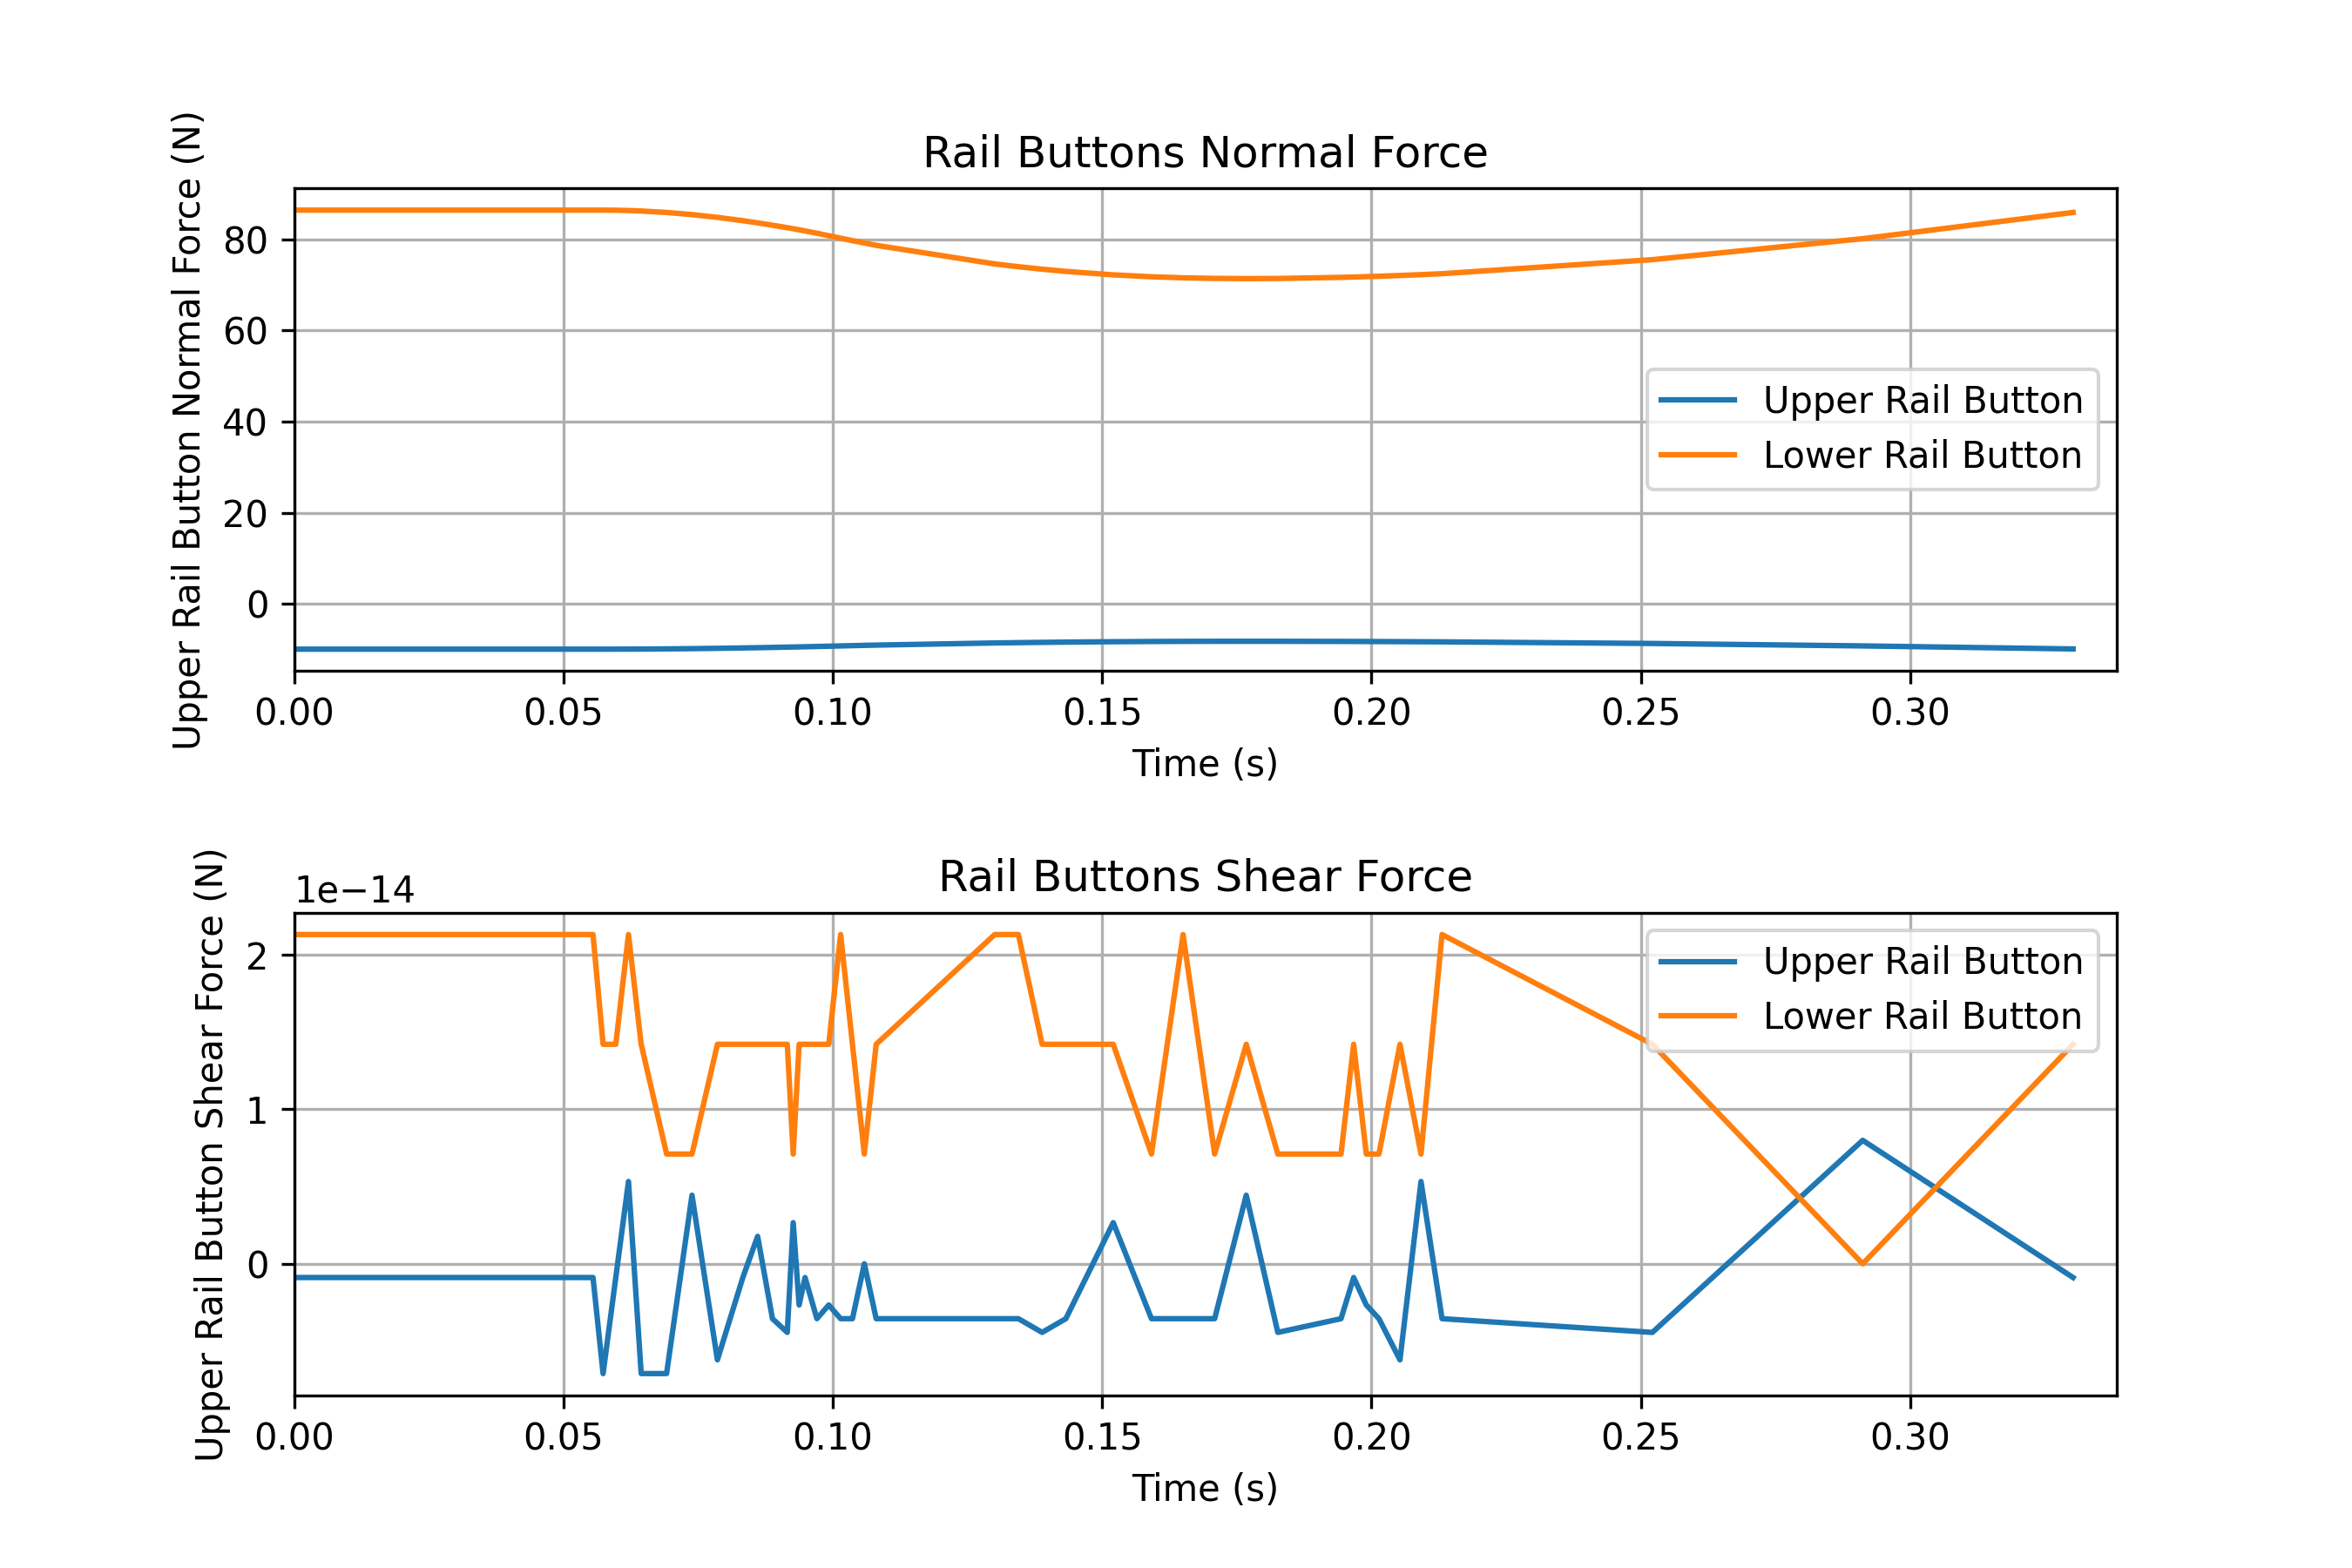 Rail Buttons Normal Force
Upper Rail Button Normal Force (N)
80
60
40
20
0
Upper Rail Button
Lower Rail Button
0.00 0.05 0.10 0.15 0.20 0.25 0.30
Time (s)
Rail Buttons Shear Force
1e−14
Upper Rail Button Shear Force (N)
2
1
0
Upper Rail Button
Lower Rail Button
0.00 0.05 0.10 0.15 0.20 0.25 0.30
Time (s)